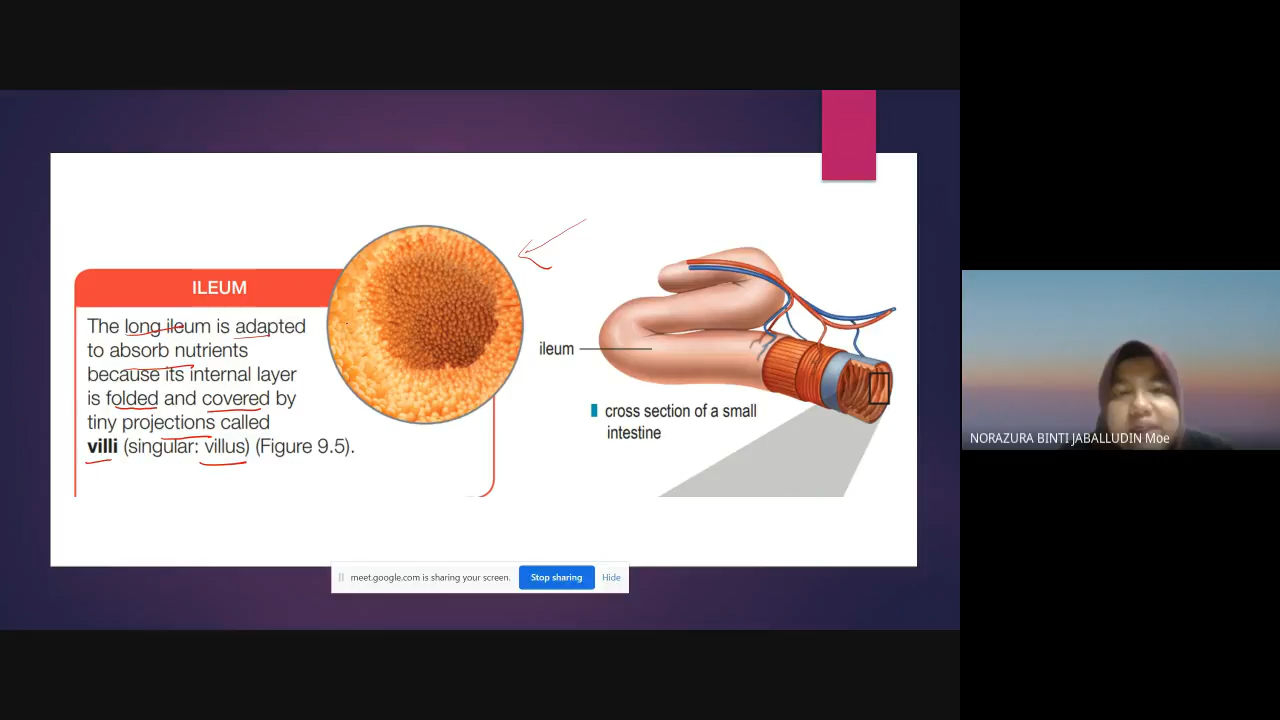 ILEUM
The long ileum is adapted
to absorb nutrients
because its internal layer
is folded and covered by
tiny projections called
villi (singular: villus) (Figure 9.5).
ileum
cross section of a small
intestine
meet.google.com is sharing your screen.
Stop sharing
Hide
NORAZURA BINTI JABALLUDIN Moe